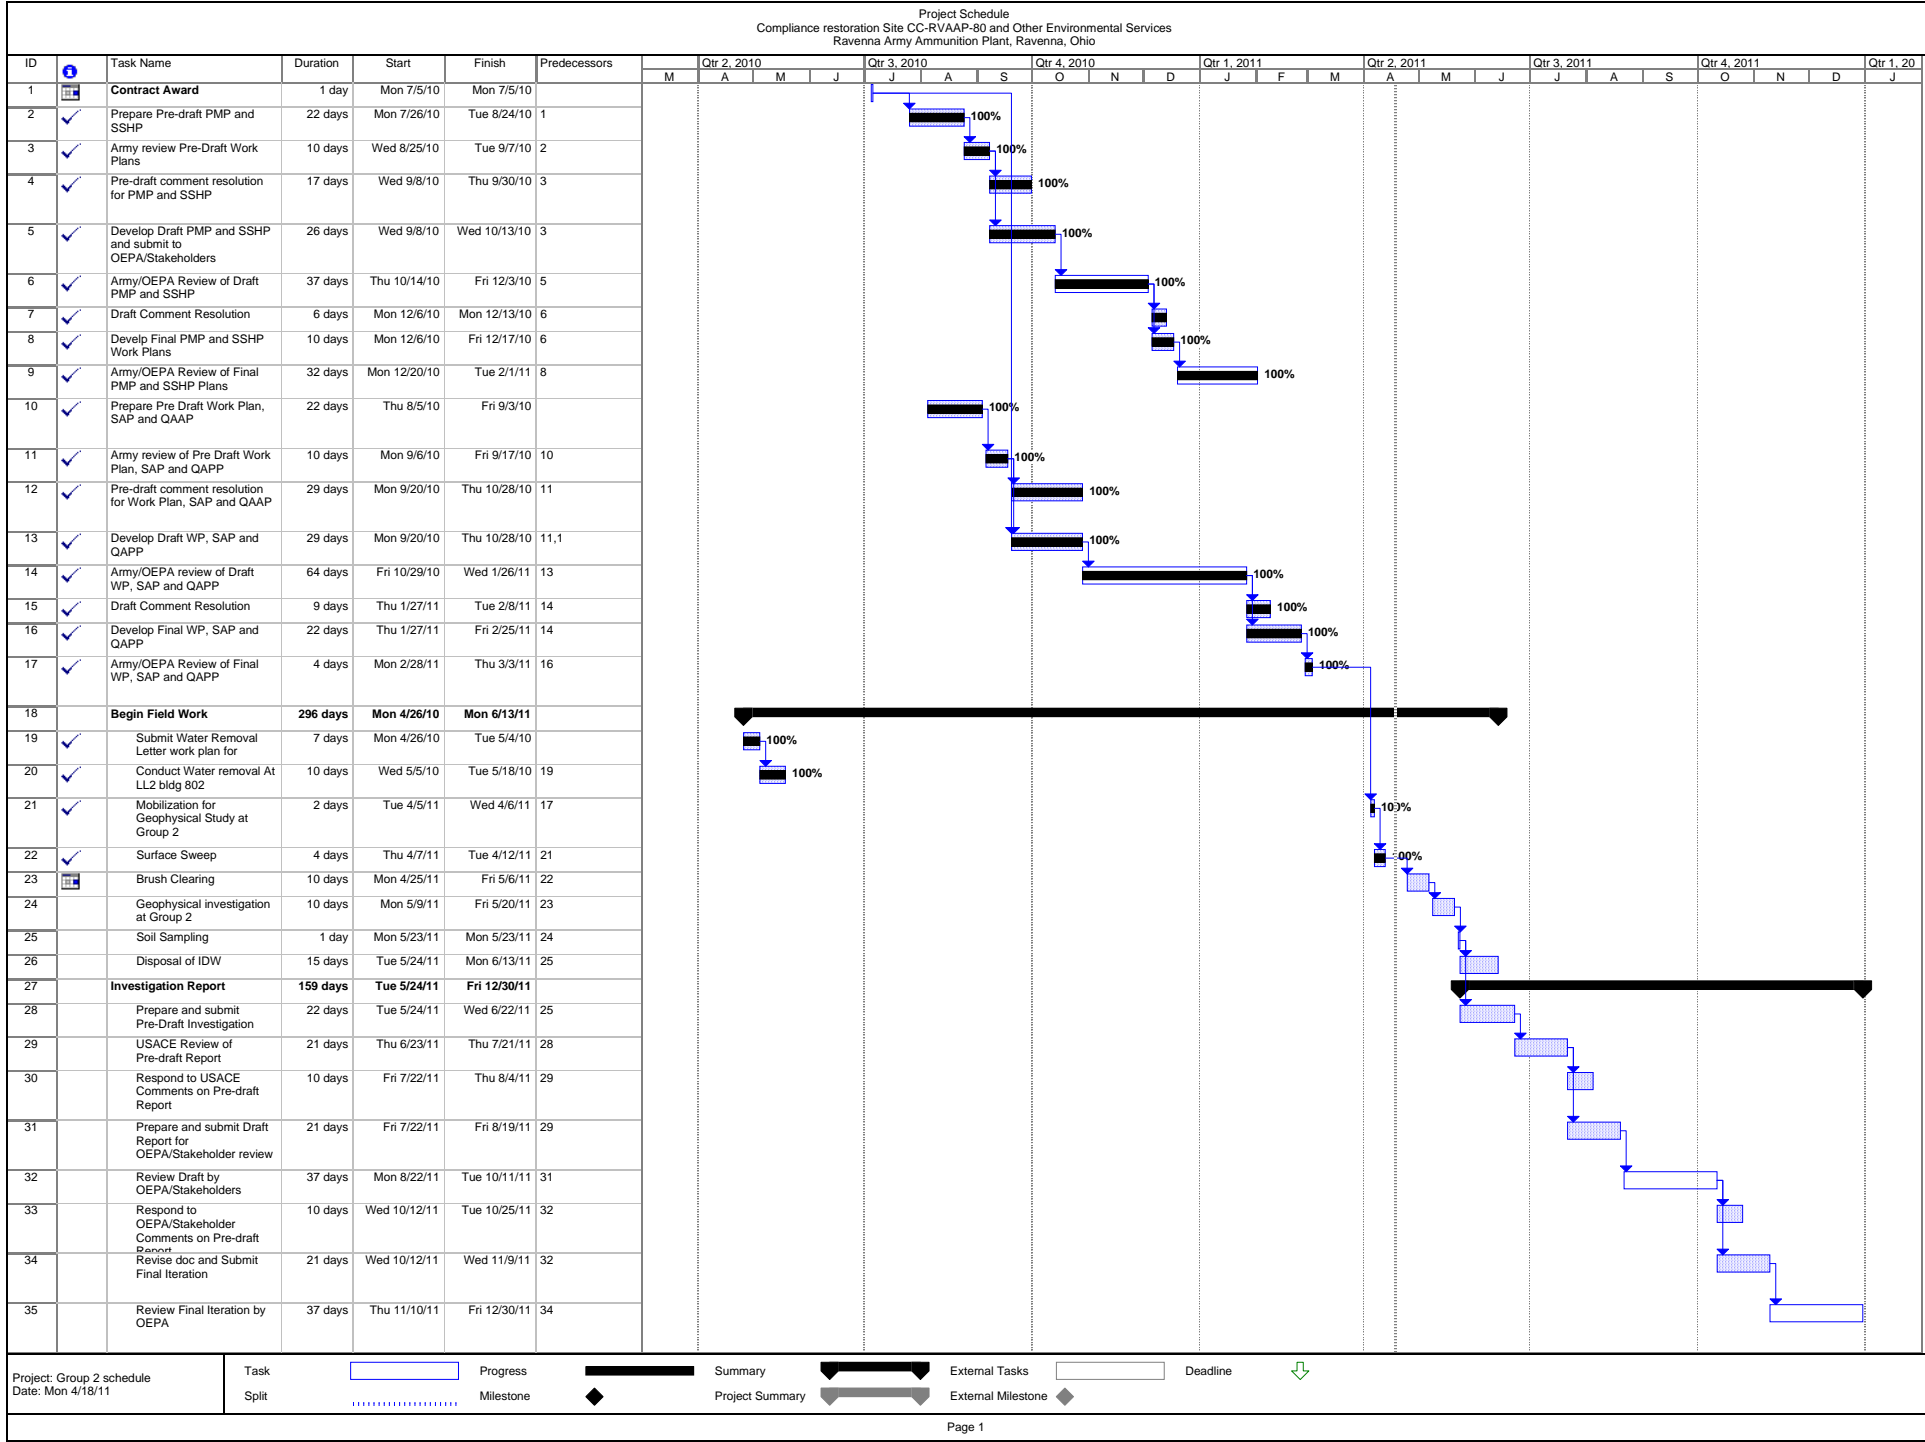 Project Schedule
Compliance restoration Site CC-RVAAP-80 and Other Environmental Services
Ravenna Army Ammunition Plant, Ravenna, Ohio
ID Task Name Duration Start Finish Predecessors
Qtr 2, 2010 Qtr 3, 2010 Qtr 4, 2010 Qtr 1, 2011 Qtr 2, 2011 Qtr 3, 2011 Qtr 4, 2011 Qtr 1, 20
M A M J J A S O N D J F M A M J J A S O N D J
1 Contract Award 1 day Mon 7/5/10 Mon 7/5/10
2 Prepare Pre-draft PMP and 22 days Mon 7/26/10 Tue 8/24/10 1 100%
SSHP
3 Army review Pre-Draft Work 10 days Wed 8/25/10 Tue 9/7/10 2 100%
Plans
4 Pre-draft comment resolution 17 days Wed 9/8/10 Thu 9/30/10 3 100%
for PMP and SSHP
5 Develop Draft PMP and SSHP 26 days Wed 9/8/10 Wed 10/13/10 3 100%
and submit to
OEPA/Stakeholders
6 Army/OEPA Review of Draft 37 days Thu 10/14/10 Fri 12/3/10 5 100%
PMP and SSHP
7 Draft Comment Resolution 6 days Mon 12/6/10 Mon 12/13/10 6
8 Develp Final PMP and SSHP 10 days Mon 12/6/10 Fri 12/17/10 6 100%
Work Plans
9 Army/OEPA Review of Final 32 days Mon 12/20/10 Tue 2/1/11 8 100%
PMP and SSHP Plans
10 Prepare Pre Draft Work Plan, 22 days Thu 8/5/10 Fri 9/3/10 100%
SAP and QAAP
11 Army review of Pre Draft Work 10 days Mon 9/6/10 Fri 9/17/10 10 100%
Plan, SAP and QAPP
12 Pre-draft comment resolution 29 days Mon 9/20/10 Thu 10/28/10 11 100%
for Work Plan, SAP and QAAP
13 Develop Draft WP, SAP and 29 days Mon 9/20/10 Thu 10/28/10 11,1 100%
QAPP
14 Army/OEPA review of Draft 64 days Fri 10/29/10 Wed 1/26/11 13 100%
WP, SAP and QAPP
15 Draft Comment Resolution 9 days Thu 1/27/11 Tue 2/8/11 14 100%
16 Develop Final WP, SAP and 22 days Thu 1/27/11 Fri 2/25/11 14 100%
QAPP
17 Army/OEPA Review of Final 4 days Mon 2/28/11 Thu 3/3/11 16 100%
WP, SAP and QAPP
18 Begin Field Work 296 days Mon 4/26/10 Mon 6/13/11
19 Submit Water Removal 7 days Mon 4/26/10 Tue 5/4/10 100%
Letter work plan for
20 Conduct Water removal At 10 days Wed 5/5/10 Tue 5/18/10 19 100%
LL2 bldg 802
21 Mobilization for 2 days Tue 4/5/11 Wed 4/6/11 17 100%
Geophysical Study at
Group 2
22 Surface Sweep 4 days Thu 4/7/11 Tue 4/12/11 21 100%
23 Brush Clearing 10 days Mon 4/25/11 Fri 5/6/11 22
24 Geophysical investigation 10 days Mon 5/9/11 Fri 5/20/11 23
at Group 2
25 Soil Sampling 1 day Mon 5/23/11 Mon 5/23/11 24
26 Disposal of IDW 15 days Tue 5/24/11 Mon 6/13/11 25
27 Investigation Report 159 days Tue 5/24/11 Fri 12/30/11
28 Prepare and submit 22 days Tue 5/24/11 Wed 6/22/11 25
Pre-Draft Investigation
29 USACE Review of 21 days Thu 6/23/11 Thu 7/21/11 28
Pre-draft Report
30 Respond to USACE 10 days Fri 7/22/11 Thu 8/4/11 29
Comments on Pre-draft
Report
31 Prepare and submit Draft 21 days Fri 7/22/11 Fri 8/19/11 29
Report for
OEPA/Stakeholder review
32 Review Draft by 37 days Mon 8/22/11 Tue 10/11/11 31
OEPA/Stakeholders
33 Respond to 10 days Wed 10/12/11 Tue 10/25/11 32
OEPA/Stakeholder
Comments on Pre-draft
Report
34 Revise doc and Submit 21 days Wed 10/12/11 Wed 11/9/11 32
Final Iteration
35 Review Final Iteration by 37 days Thu 11/10/11 Fri 12/30/11 34
OEPA
Project: Group 2 schedule
Date: Mon 4/18/11
Task Progress Summary External Tasks Deadline
Split Milestone Project Summary External Milestone
Page 1